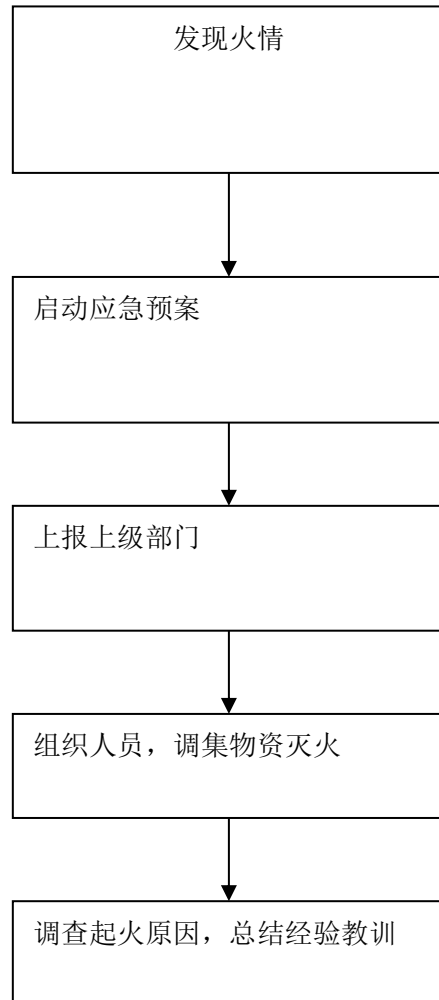 发现火情
启动应急预案
上报上级部门
组织人员，调集物资灭火
调查起火原因，总结经验教训